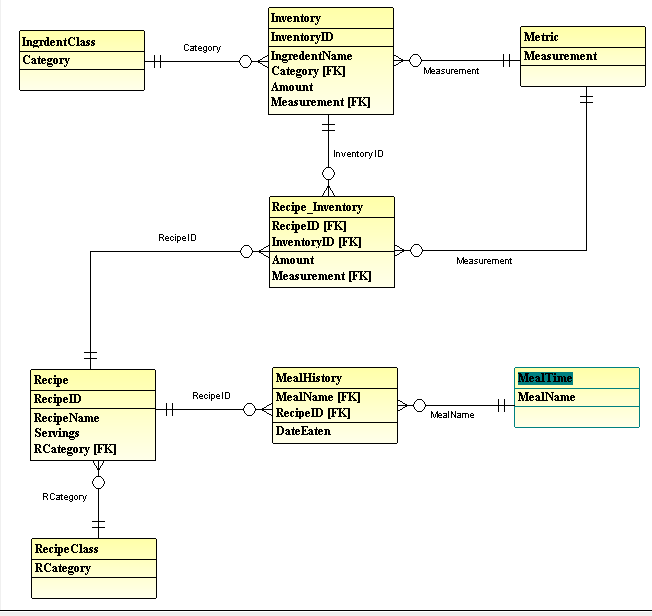 Inventory
InventoryID
IngredentName
Category [FK]
Amount
Measurement [FK]
IngrdentClass
Category
Category
Metric
Measurement
Measurement
InventoryID
Recipe_Inventory
RecipeID [FK]
InventoryID [FK]
Amount
Measurement [FK]
RecipeID
Measurement
Recipe
RecipeID
RecipeName
Servings
RCategory [FK]
RecipeID
MealHistory
MealName [FK]
RecipeID [FK]
DateEaten
MealName
MealTime
MealName
RCategory
RecipeClass
RCategory